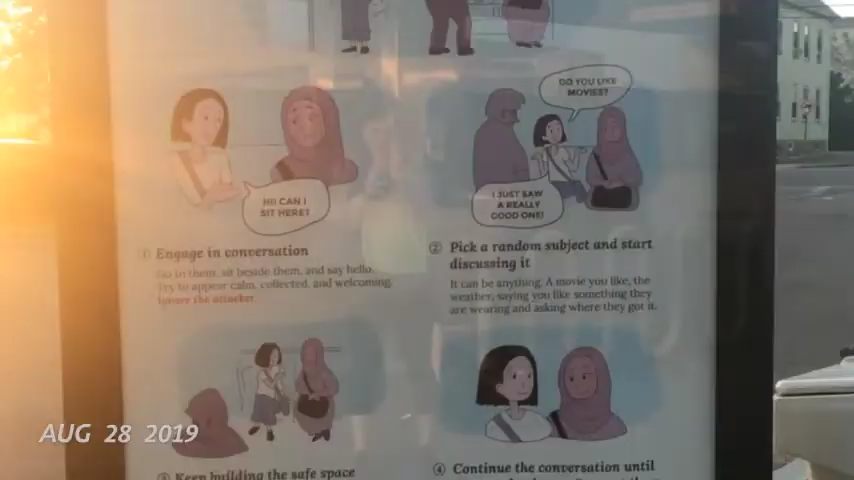 DO YOU LIKE
MOVIES?
HI! CAN I
SIT HERE?
I JUST SAW
A REALLY
GOOD ONE!
① Engage in conversation
Go to them, sit beside them, and say hello.
Try to appear calm, collected, and welcoming.
Ignore the attacker.
② Pick a random subject and start
discussing it
It can be anything. A movie you like, the
weather, saying you like something they
are wearing and asking where they got it.
③ Keep building the safe space
④ Continue the conversation until
AUG 28 2019